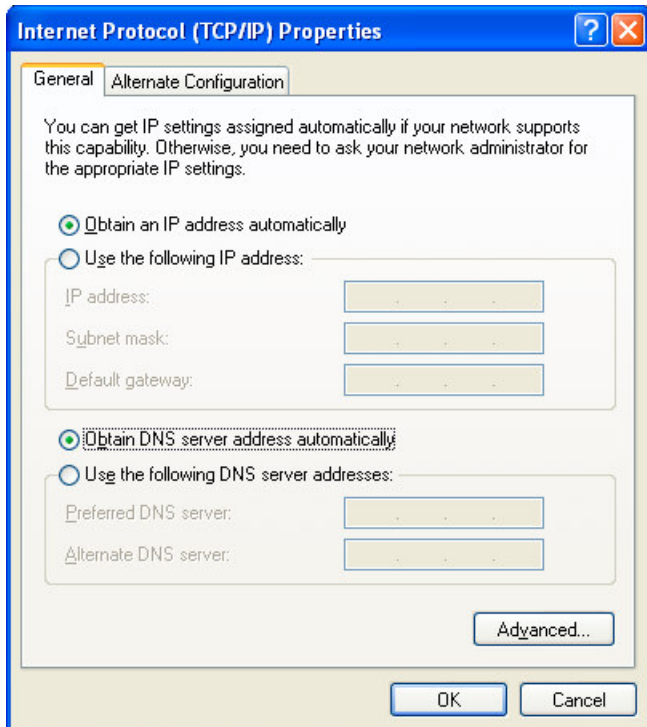 Internet Protocol (TCP/IP) Properties
General
Alternate Configuration
You can get IP settings assigned automatically if your network supports
this capability. Otherwise, you need to ask your network administrator for
the appropriate IP settings.
Obtain an IP address automatically
Use the following IP address:
IP address:
Subnet mask:
Default gateway:
Obtain DNS server address automatically
Use the following DNS server addresses:
Preferred DNS server:
Alternate DNS server:
Advanced...
OK
Cancel